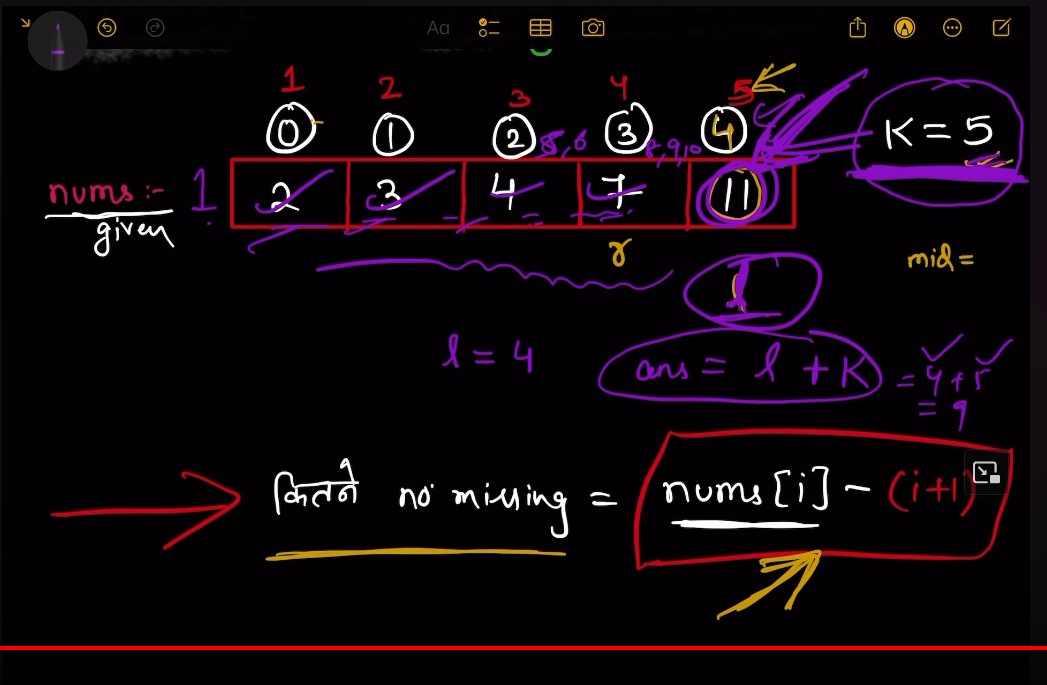 Aa
1 2 3 4 5
0 1 2 3 4
5,6 8,9,10
K = 5
nums:- 1 2 3 4 7 11
given
r
mid =
l
l = 4 ans = l + K = 4 + 5
= 9
कितने no missing = nums[i] - (i+1)